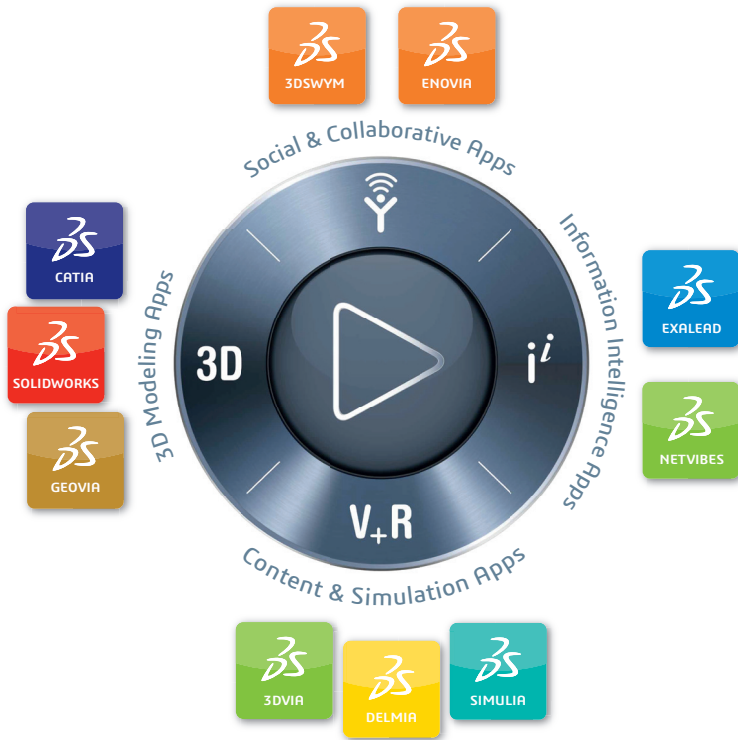 3DSWYM
ENOVIA
Social & Collaborative Apps
CATIA
SOLIDWORKS
GEOVIA
3D Modeling Apps
3D
i i
V+R
Information Intelligence Apps
EXALEAD
NETVIBES
Content & Simulation Apps
3DVIA
DELMIA
SIMULIA